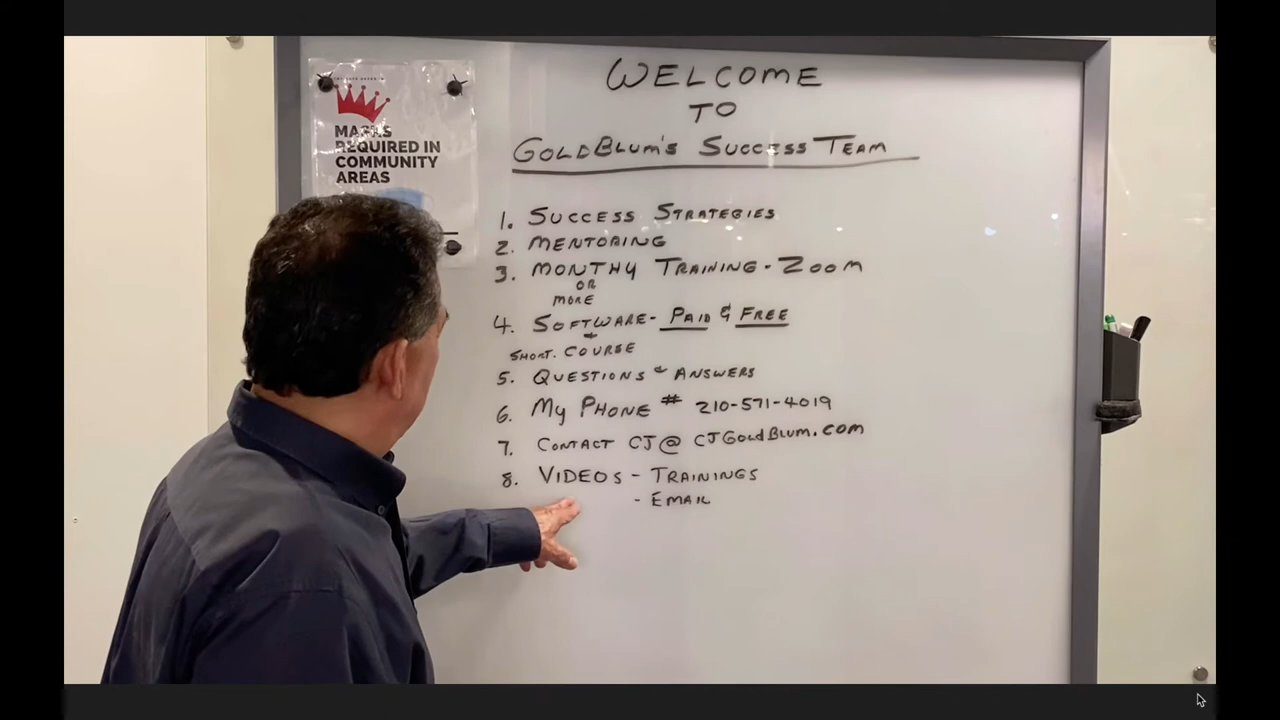 WELCOME
TO
GOLDBLUM'S SUCCESS TEAM
MASKS
REQUIRED IN
COMMUNITY
AREAS
1. SUCCESS STRATEGIES
2. MENTORING
3. MONTHY TRAINING - ZOOM
OR
MORE
4. SOFTWARE - PAID & FREE
+
SHORT. COURSE
5. QUESTIONS & ANSWERS
6. MY PHONE # 210-571-4019
7. CONTACT CJ@ CJGOLDBLUM.COM
8. VIDEOS - TRAININGS
- EMAIL